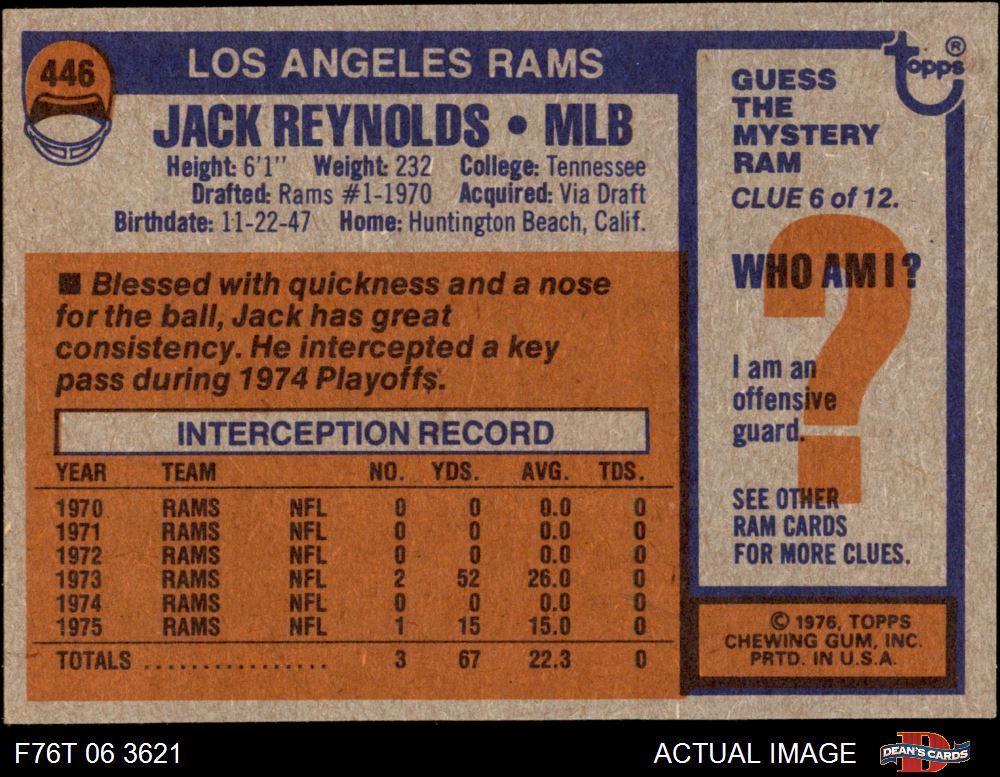 446
LOS ANGELES RAMS
JACK REYNOLDS • MLB
Height: 6'1" Weight: 232 College: Tennessee
Drafted: Rams #1-1970 Acquired: Via Draft
Birthdate: 11-22-47 Home: Huntington Beach, Calif.
■ Blessed with quickness and a nose
for the ball, Jack has great
consistency. He intercepted a key
pass during 1974 Playoffs.
INTERCEPTION RECORD
YEAR TEAM NO. YDS. AVG. TDS.
1970 RAMS NFL 0 0 0.0 0
1971 RAMS NFL 0 0 0.0 0
1972 RAMS NFL 0 0 0.0 0
1973 RAMS NFL 2 52 26.0 0
1974 RAMS NFL 0 0 0.0 0
1975 RAMS NFL 1 15 15.0 0
TOTALS ................ 3 67 22.3 0
topps ®
GUESS
THE
MYSTERY
RAM
CLUE 6 of 12.
WHO AM I ?
I am an
offensive
guard.
SEE OTHER
RAM CARDS
FOR MORE CLUES.
© 1976, TOPPS
CHEWING GUM, INC.
PRTD. IN U.S.A.
F76T 06 3621
ACTUAL IMAGE
DEAN'S CARDS